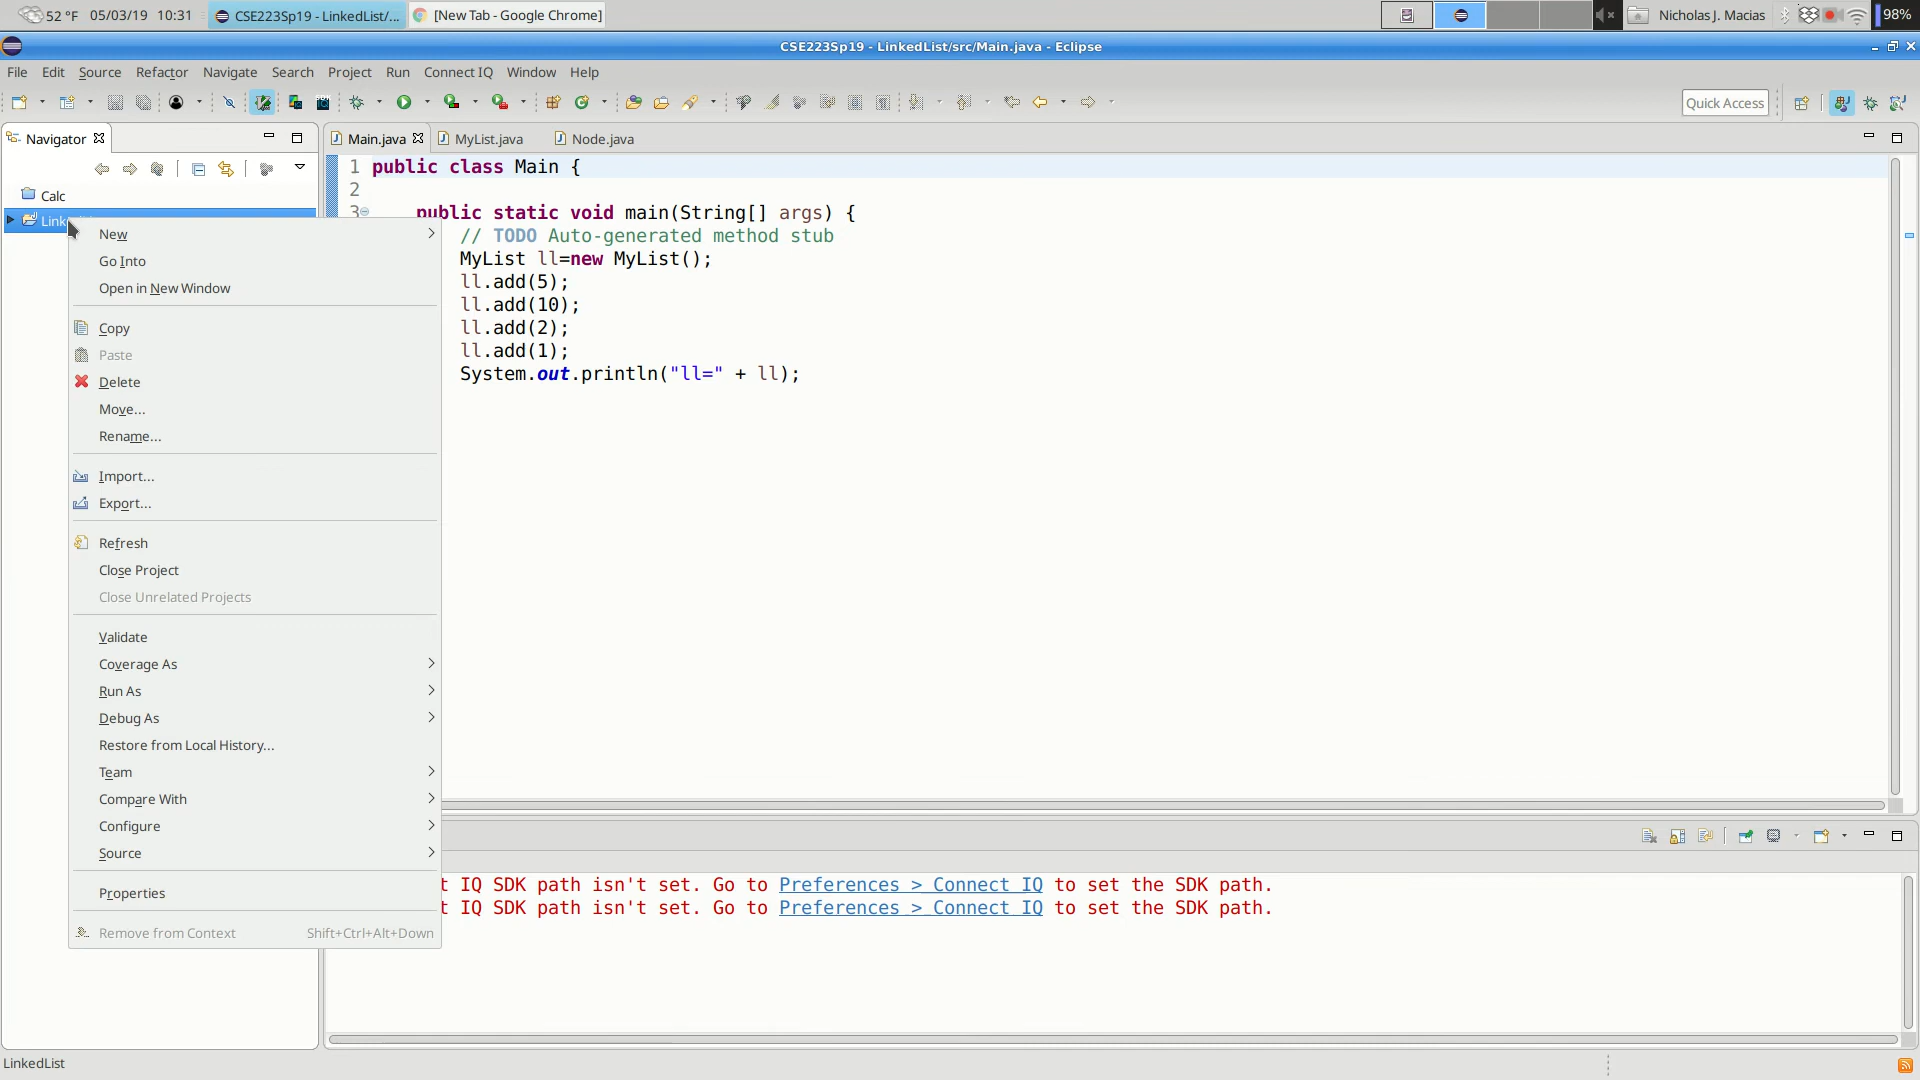 52 °F 05/03/19 10:31 CSE223Sp19 - LinkedList/... [New Tab - Google Chrome] Nicholas J. Macias 98%
CSE223Sp19 - LinkedList/src/Main.java - Eclipse
File Edit Source Refactor Navigate Search Project Run Connect IQ Window Help
Quick Access
Navigator
Main.java MyList.java Node.java
Calc
Link
New
Go Into
Open in New Window
Copy
Paste
Delete
Move...
Rename...
Import...
Export...
Refresh
Close Project
Close Unrelated Projects
Validate
Coverage As
Run As
Debug As
Restore from Local History...
Team
Compare With
Configure
Source
Properties
Remove from Context Shift+Ctrl+Alt+Down
1 public class Main {
2
3 public static void main(String[] args) {
// TODO Auto-generated method stub
MyList ll=new MyList();
ll.add(5);
ll.add(10);
ll.add(2);
ll.add(1);
System.out.println("ll=" + ll);
t IQ SDK path isn't set. Go to Preferences > Connect IQ to set the SDK path.
t IQ SDK path isn't set. Go to Preferences > Connect IQ to set the SDK path.
LinkedList